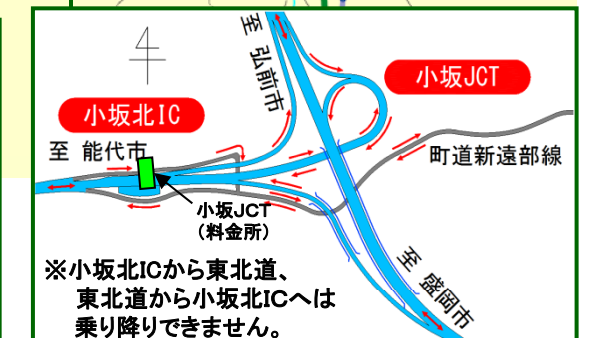 至 弘前市
小坂JCT
小坂北IC
至 能代市
町道新遠部線
小坂JCT
(料金所)
至 盛岡市
※小坂北ICから東北道、
東北道から小坂北ICへは
乗り降りできません。